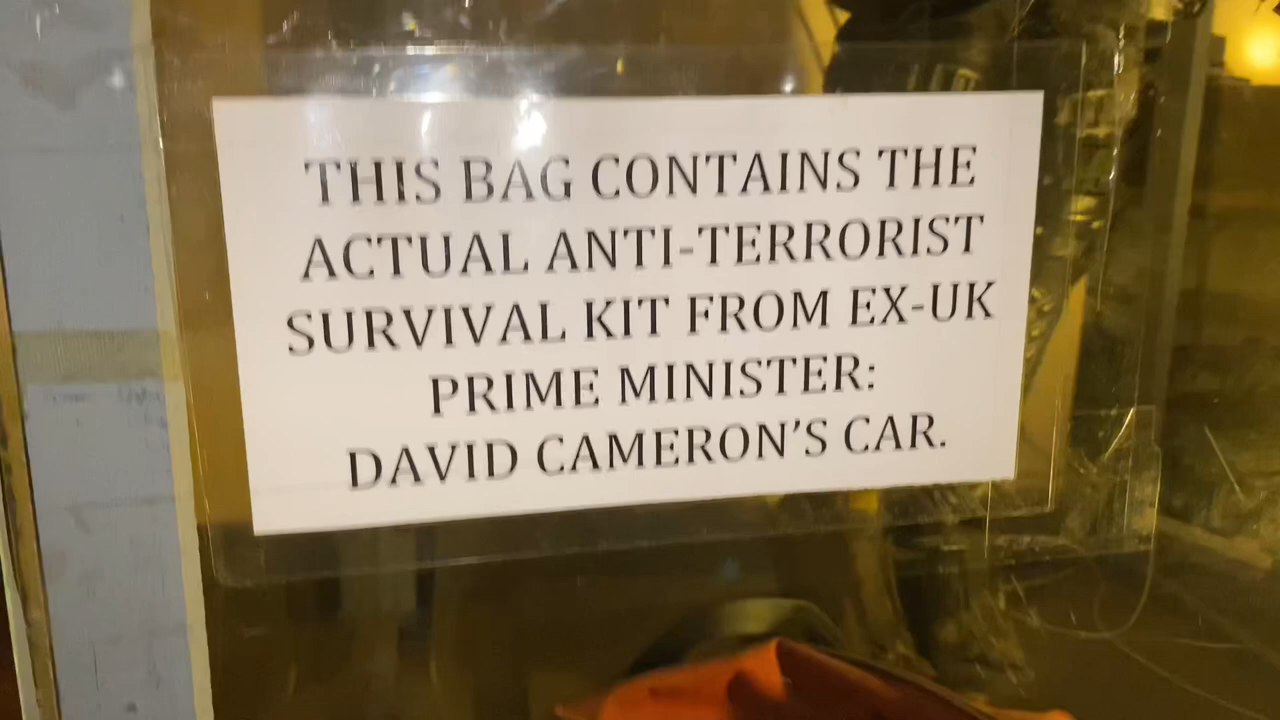 THIS BAG CONTAINS THE
ACTUAL ANTI-TERRORIST
SURVIVAL KIT FROM EX-UK
PRIME MINISTER:
DAVID CAMERON'S CAR.